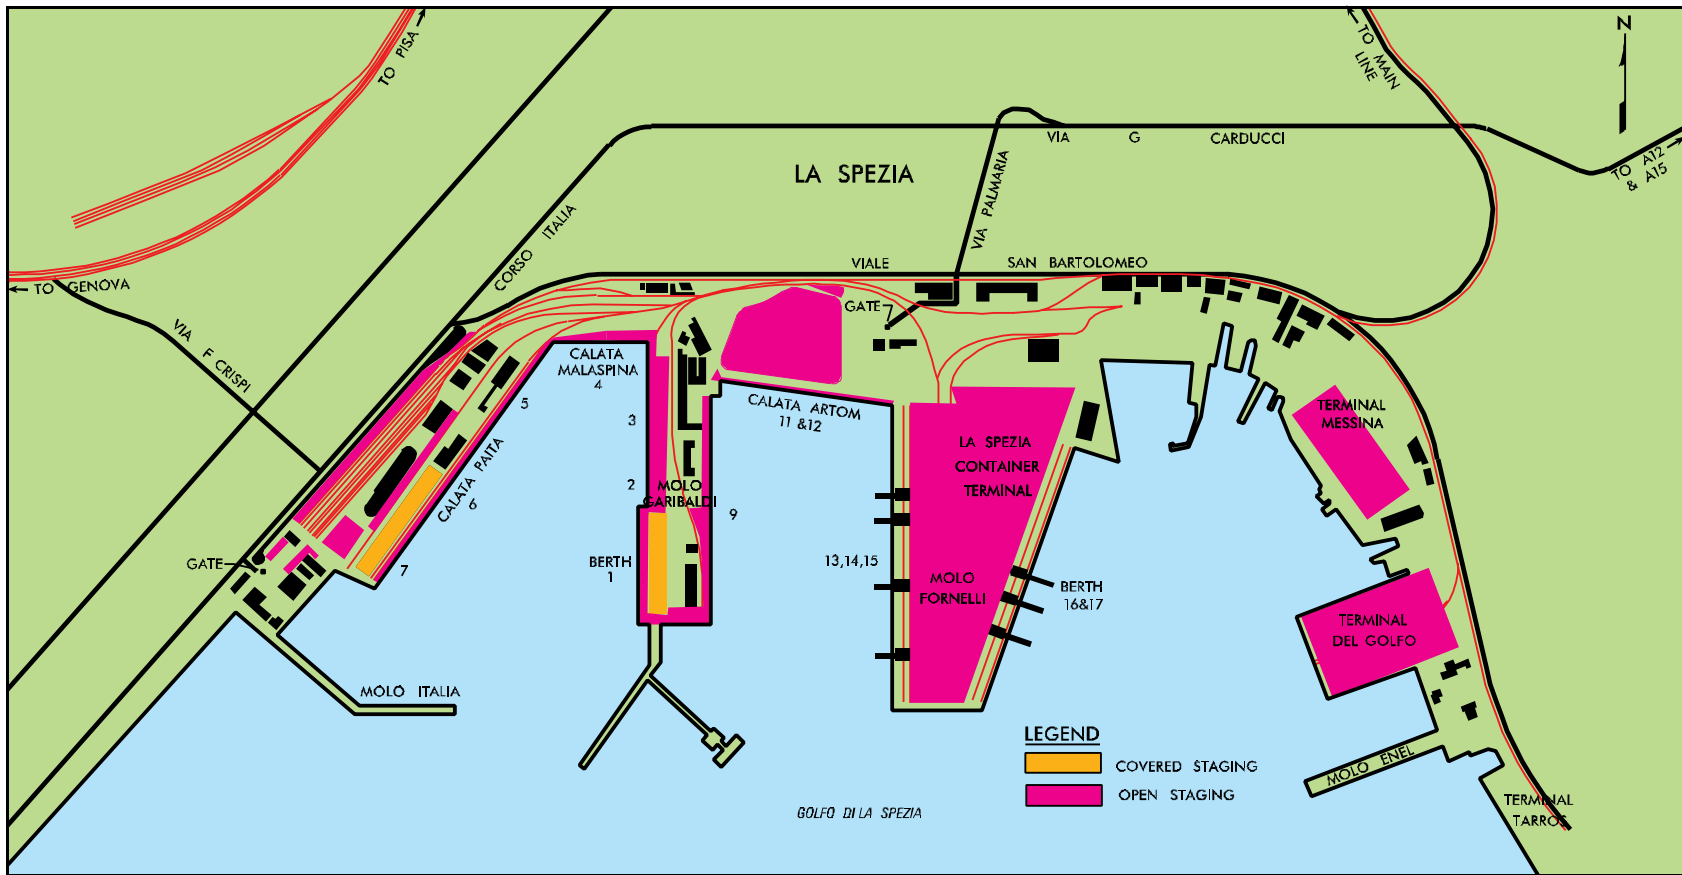 TO PISA
TO MAIN
LINE
N
VIA G CARDUCCI
TO A12
& A15
LA SPEZIA
VIA PALMARIA
CORSO ITALIA
VIALE SAN BARTOLOMEO
TO GENOVA
GATE
VIA F CRISPI
CALATA
MALASPINA
4
5
3
CALATA ARTOM
11 &12
TERMINAL
MESSINA
LA SPEZIA
CONTAINER
TERMINAL
CALATA PAITA
6
2
MOLO
GARIBALDI
9
GATE
7
BERTH
1
13,14,15
MOLO
FORNELLI
BERTH
16&17
TERMINAL
DEL GOLFO
MOLO ITALIA
LEGEND
COVERED STAGING
OPEN STAGING
MOLO ENEL
GOLFO DI LA SPEZIA
TERMINAL
TARROS